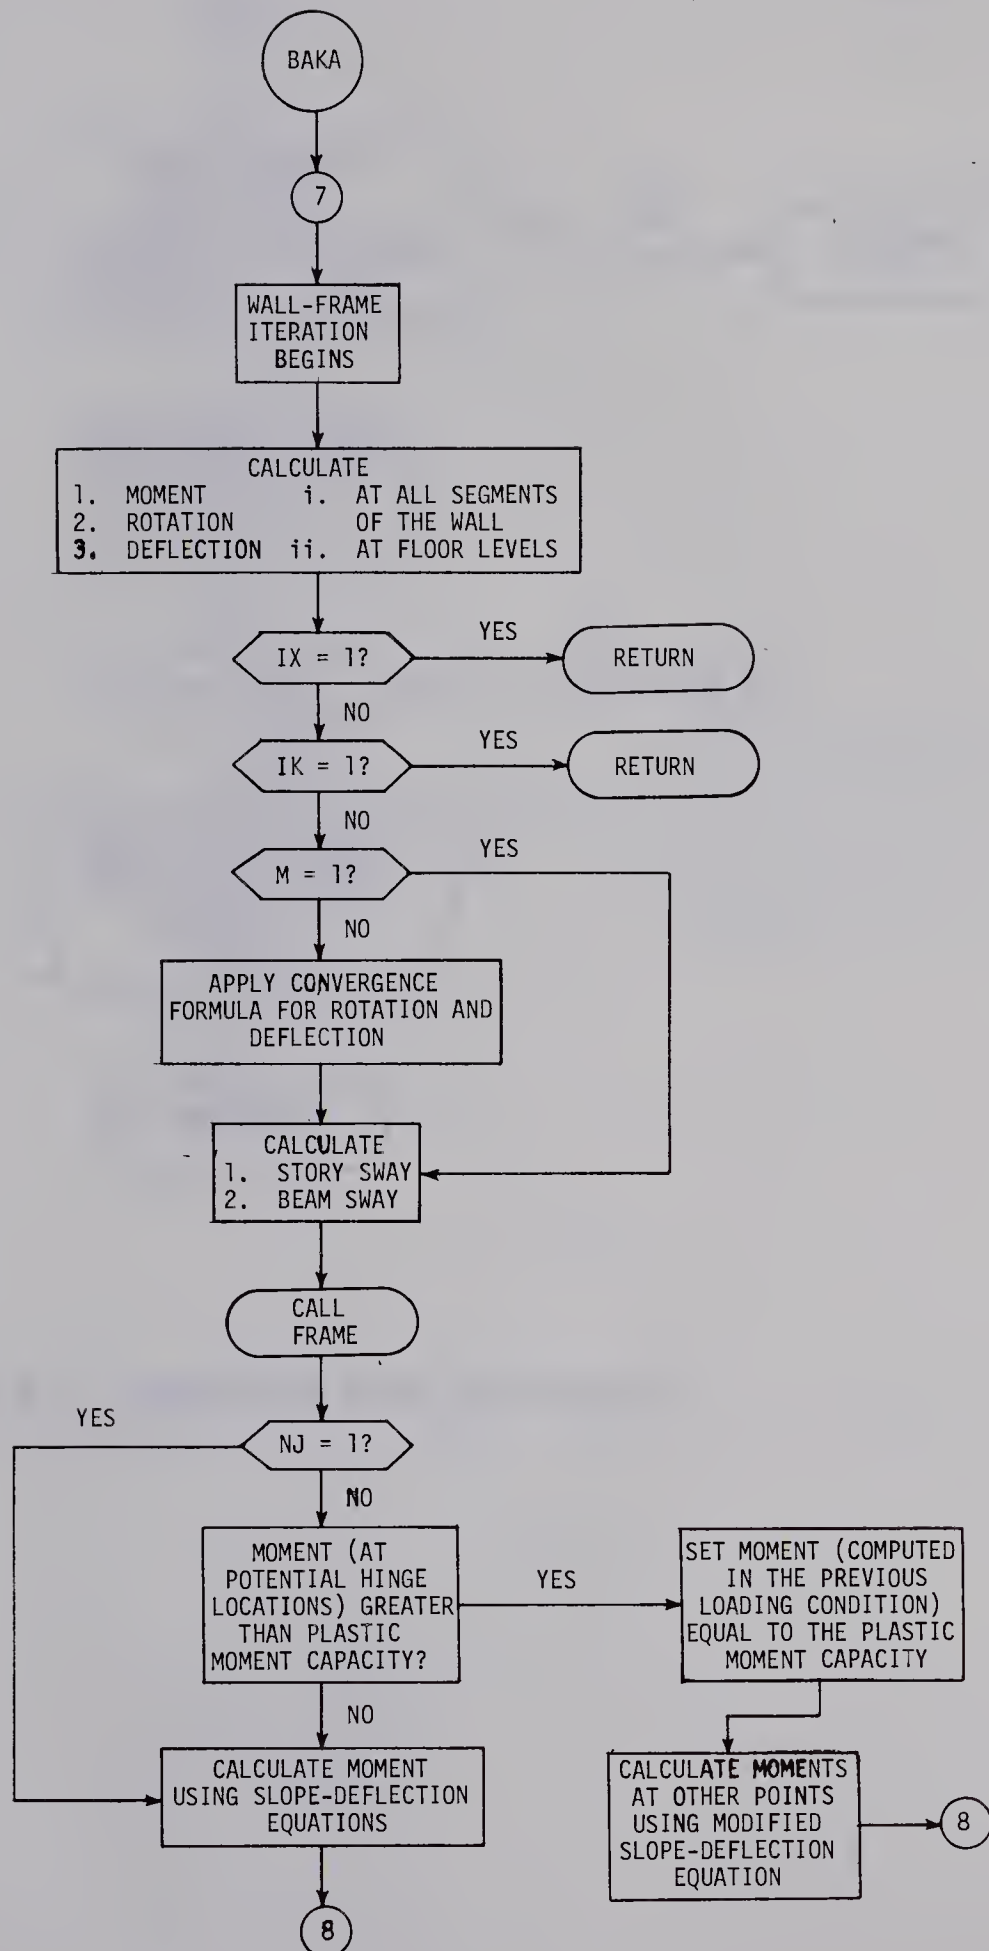 BAKA
7
WALL-FRAME
ITERATION
BEGINS
CALCULATE
1. MOMENT i. AT ALL SEGMENTS
2. ROTATION OF THE WALL
3. DEFLECTION ii. AT FLOOR LEVELS
IX = 1?
YES
RETURN
NO
IK = 1?
YES
RETURN
NO
M = 1?
YES
NO
APPLY CONVERGENCE
FORMULA FOR ROTATION AND
DEFLECTION
CALCULATE
1. STORY SWAY
2. BEAM SWAY
CALL
FRAME
YES
NJ = 1?
NO
MOMENT (AT
POTENTIAL HINGE
LOCATIONS) GREATER
THAN PLASTIC
MOMENT CAPACITY?
YES
SET MOMENT (COMPUTED
IN THE PREVIOUS
LOADING CONDITION)
EQUAL TO THE PLASTIC
MOMENT CAPACITY
NO
CALCULATE MOMENT
USING SLOPE-DEFLECTION
EQUATIONS
CALCULATE MOMENTS
AT OTHER POINTS
USING MODIFIED
SLOPE-DEFLECTION
EQUATION
8
8